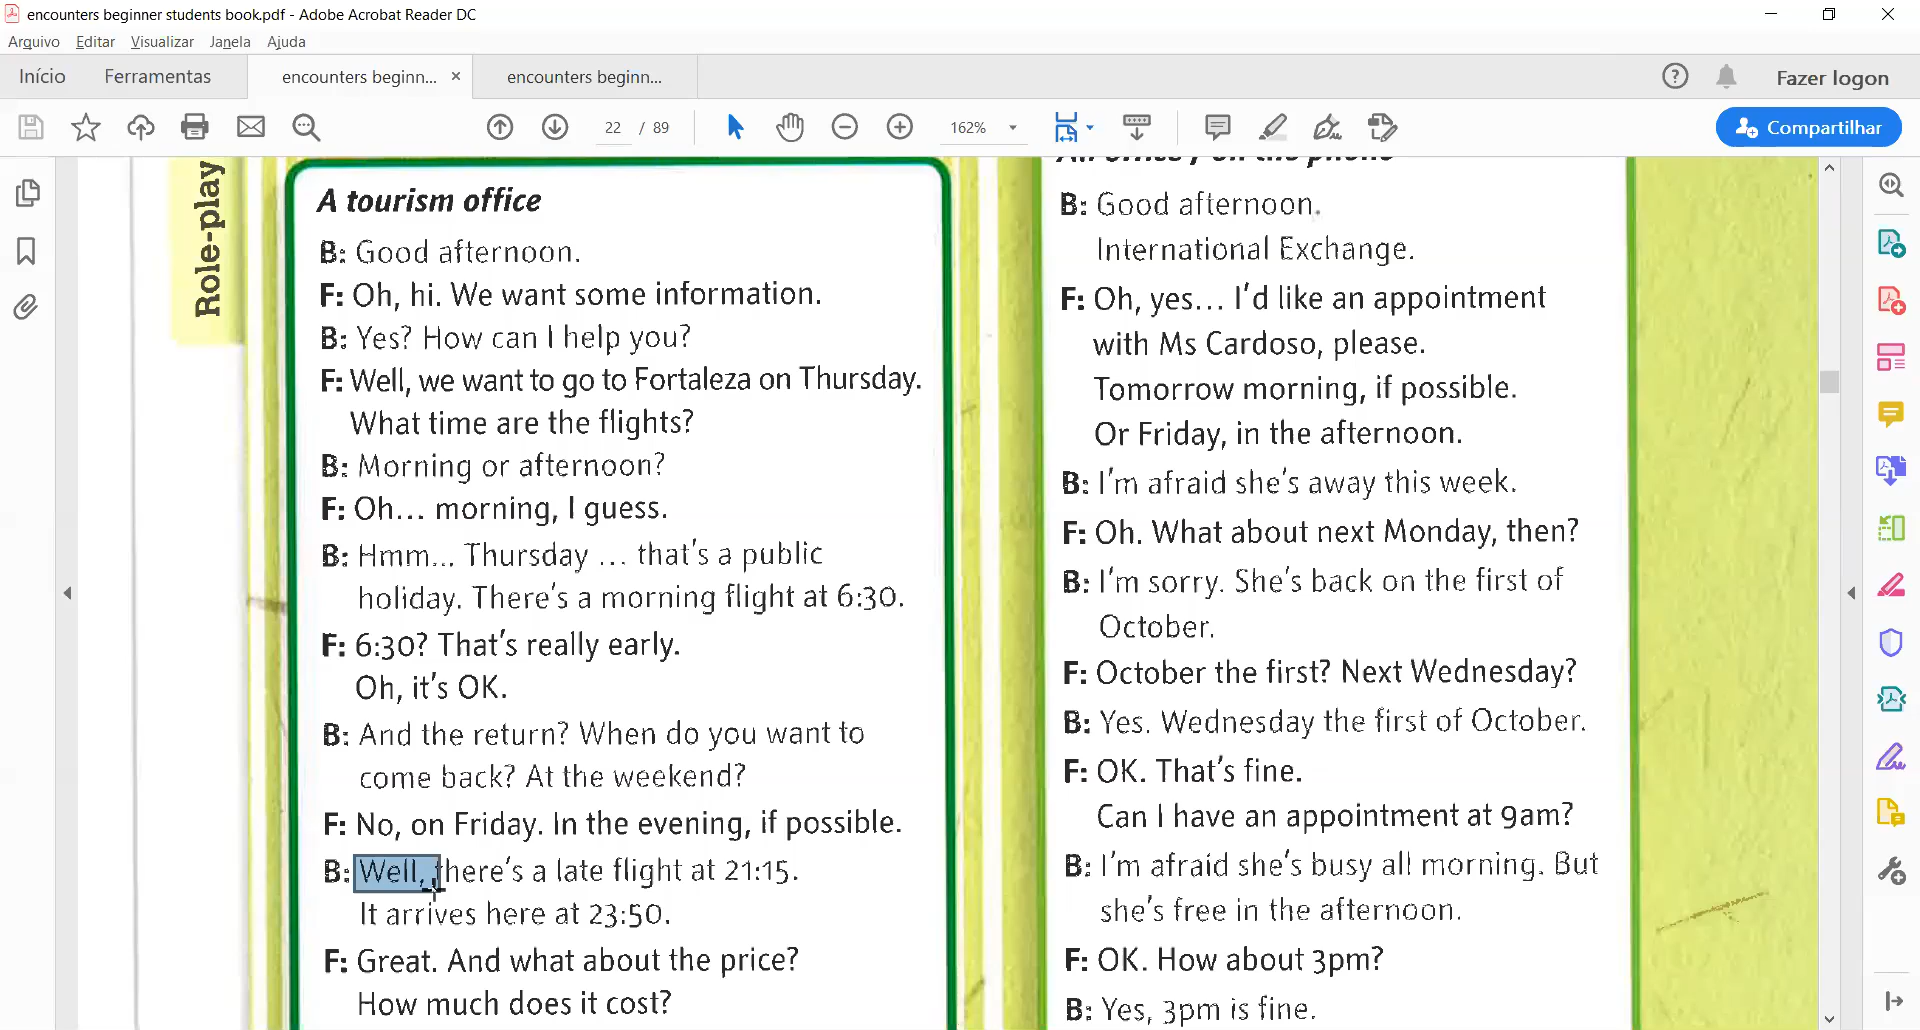 encounters beginner students book.pdf - Adobe Acrobat Reader DC
Arquivo Editar Visualizar Janela Ajuda
Início Ferramentas encounters beginn... × encounters beginn... Fazer logon
22 / 89 162% Compartilhar
Role-play
A tourism office
B: Good afternoon.
F: Oh, hi. We want some information.
B: Yes? How can I help you?
F: Well, we want to go to Fortaleza on Thursday.
What time are the flights?
B: Morning or afternoon?
F: Oh... morning, I guess.
B: Hmm... Thursday ... that's a public
holiday. There's a morning flight at 6:30.
F: 6:30? That's really early.
Oh, it's OK.
B: And the return? When do you want to
come back? At the weekend?
F: No, on Friday. In the evening, if possible.
B: Well, there's a late flight at 21:15.
It arrives here at 23:50.
F: Great. And what about the price?
How much does it cost?
on the phone
B: Good afternoon.
International Exchange.
F: Oh, yes... I'd like an appointment
with Ms Cardoso, please.
Tomorrow morning, if possible.
Or Friday, in the afternoon.
B: I'm afraid she's away this week.
F: Oh. What about next Monday, then?
B: I'm sorry. She's back on the first of
October.
F: October the first? Next Wednesday?
B: Yes. Wednesday the first of October.
F: OK. That's fine.
Can I have an appointment at 9am?
B: I'm afraid she's busy all morning. But
she's free in the afternoon.
F: OK. How about 3pm?
B: Yes, 3pm is fine.